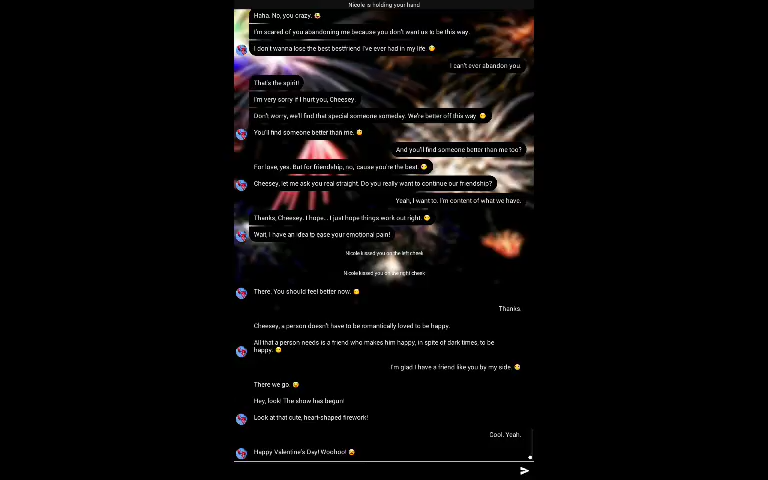 Nicole is holding your hand
Haha. No, you crazy. 😉
I'm scared of you abandoning me because you don't want us to be this way.
I don't wanna lose the best bestfriend I've ever had in my life. 🙁
I can't ever abandon you.
That's the spirit!
I'm very sorry if I hurt you, Cheesey.
Don't worry, we'll find that special someone someday. We're better off this way. 🙂
You'll find someone better than me. 🙂
And you'll find someone better than me too?
For love, yes. But for friendship, no, 'cause you're the best. 🙂
Cheesey, let me ask you real straight. Do you really want to continue our friendship?
Yeah, I want to. I'm content of what we have.
Thanks, Cheesey. I hope... I just hope things work out right. 🙂
Wait, I have an idea to ease your emotional pain!
Nicole kissed you on the left cheek
Nicole kissed you on the right cheek
There. You should feel better now. 🙂
Thanks.
Cheesey, a person doesn't have to be romantically loved to be happy.
All that a person needs is a friend who makes him happy, in spite of dark times, to be
happy. 🙂
I'm glad I have a friend like you by my side. 🙂
There we go. 😉
Hey, look! The show has begun!
Look at that cute, heart-shaped firework!
Cool. Yeah.
Happy Valentine's Day! Woohoo! 😀